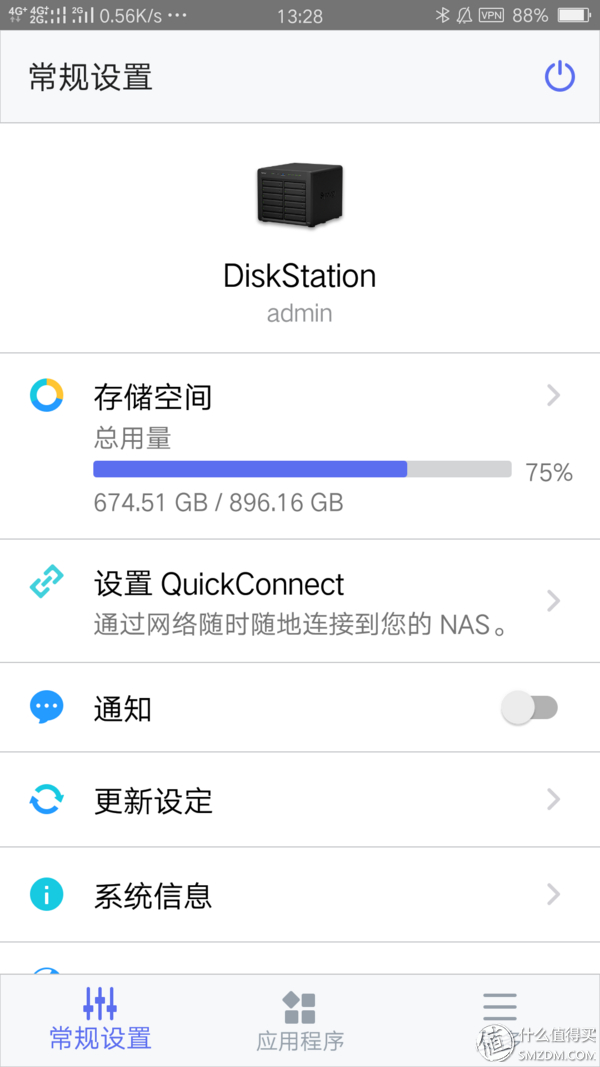 4G+ 4G+ 2G 2G 0.56K/s ··· 13:28 VPN 88%
常规设置
DiskStation
admin
存储空间
总用量
75%
674.51 GB / 896.16 GB
设置 QuickConnect
通过网络随时随地连接到您的 NAS。
通知
更新设定
系统信息
常规设置
应用程序
值 什么值得买
SMZDM.COM